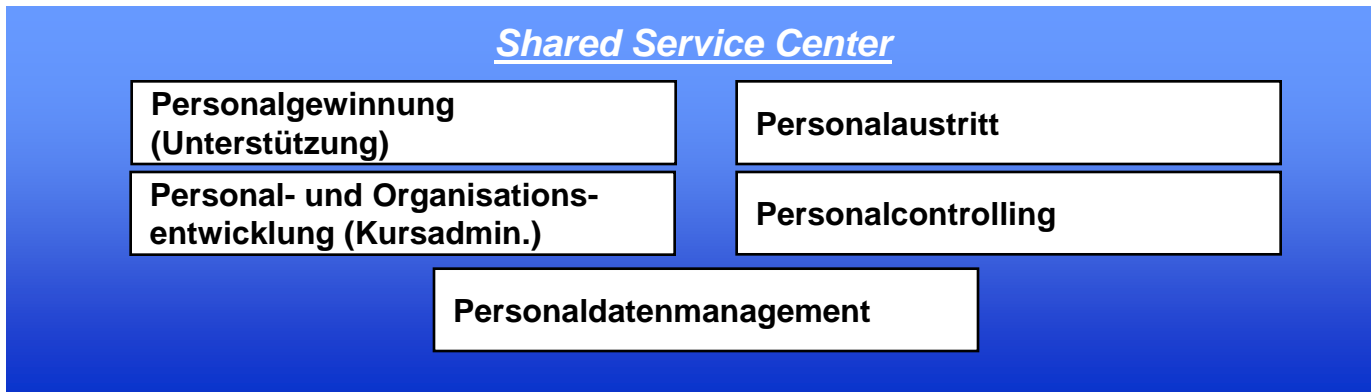 Shared Service Center
Personalgewinnung
(Unterstützung)
Personalaustritt
Personal- und Organisations-
entwicklung (Kursadmin.)
Personalcontrolling
Personaldatenmanagement